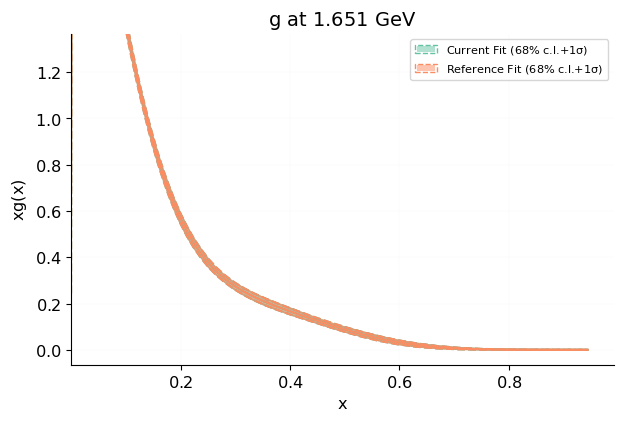 g at 1.651 GeV
Current Fit (68% c.l.+1σ)
Reference Fit (68% c.l.+1σ)
xg(x)
1.2
1.0
0.8
0.6
0.4
0.2
0.0
0.2 0.4 0.6 0.8
x